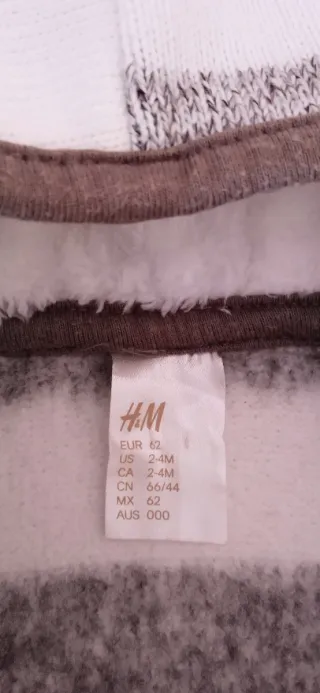 H&M
EUR 62
US 2-4M
CA 2-4M
CN 66/44
MX 62
AUS 000